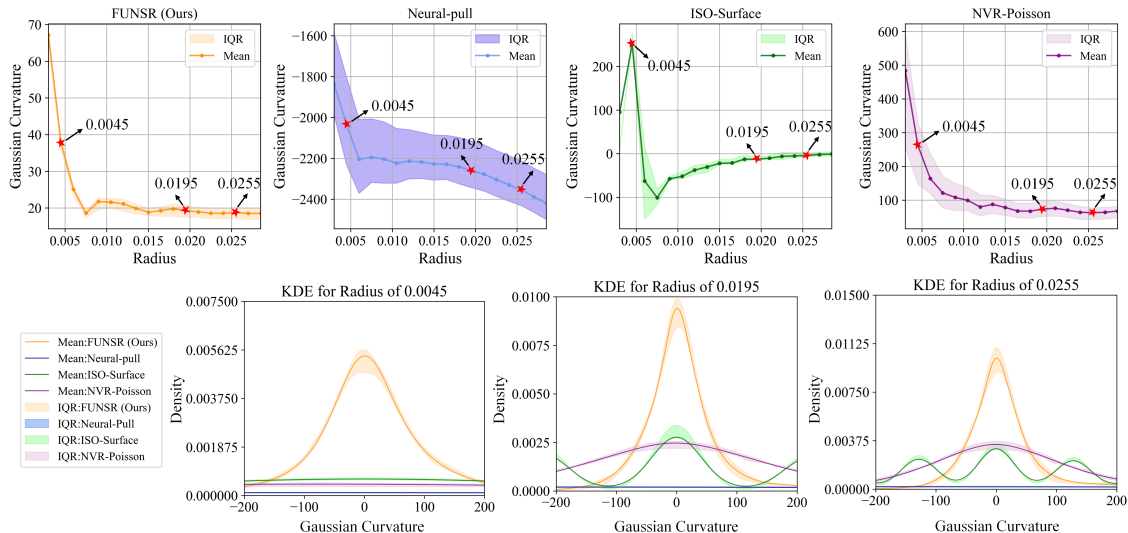 FUNSR (Ours)
Gaussian Curvature
70
60
50
40
30
20
IQR
Mean
0.0045
0.0195
0.0255
0.005
0.010
0.015
0.020
0.025
Radius
Neural-pull
Gaussian Curvature
−1600
−1800
−2000
−2200
−2400
IQR
Mean
0.0045
0.0195
0.0255
0.005
0.010
0.015
0.020
0.025
Radius
ISO-Surface
Gaussian Curvature
200
100
0
−100
IQR
Mean
0.0045
0.0195
0.0255
0.005
0.010
0.015
0.020
0.025
Radius
NVR-Poisson
Gaussian Curvature
600
500
400
300
200
100
0
IQR
Mean
0.0045
0.0195
0.0255
0.005
0.010
0.015
0.020
0.025
Radius
Mean:FUNSR (Ours)
Mean:Neural-pull
Mean:ISO-Surface
Mean:NVR-Poisson
IQR:FUNSR (Ours)
IQR:Neural-Pull
IQR:ISO-Surface
IQR:NVR-Poisson
KDE for Radius of 0.0045
Density
0.007500
0.005625
0.003750
0.001875
0.000000
−200
−100
0
100
200
Gaussian Curvature
KDE for Radius of 0.0195
Density
0.0100
0.0075
0.0050
0.0025
0.0000
−200
−100
0
100
200
Gaussian Curvature
KDE for Radius of 0.0255
Density
0.01500
0.01125
0.00750
0.00375
0.00000
−200
−100
0
100
200
Gaussian Curvature